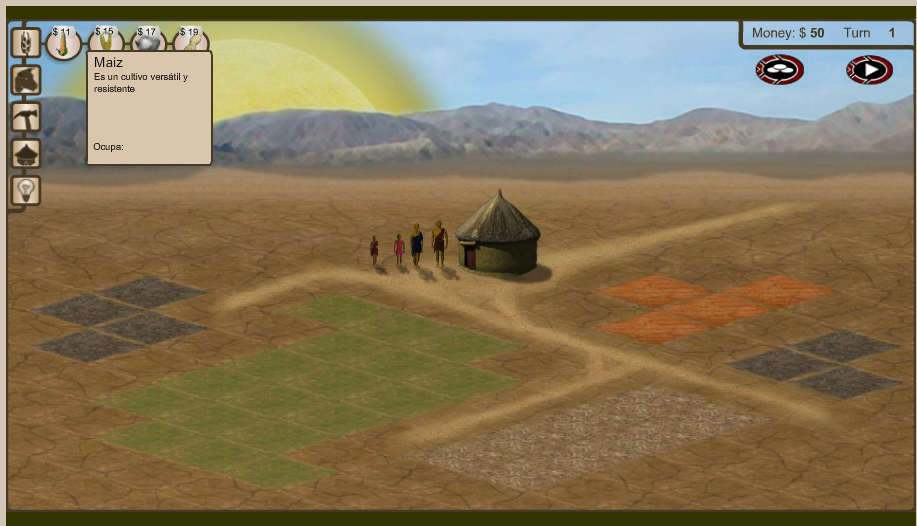 $ 11 $ 15 $ 17 $ 19
Money: $ 50 Turn 1
Maiz
Es un cultivo versátil y
resistente
Ocupa: